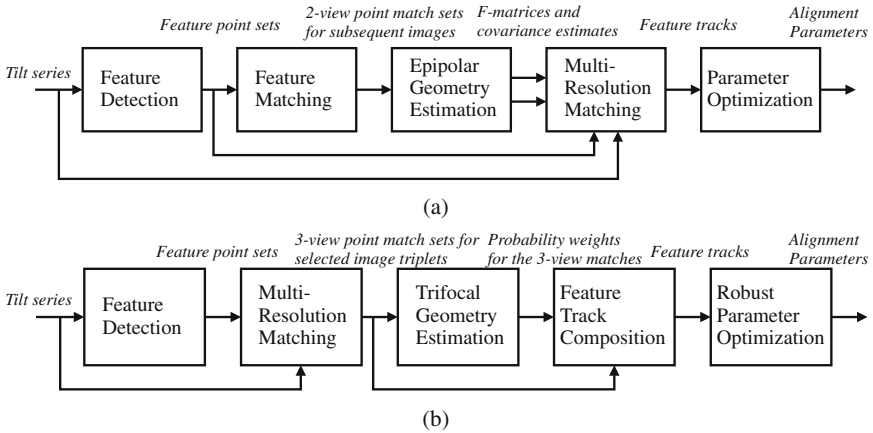 Feature point sets
2-view point match sets
for subsequent images
F-matrices and
covariance estimates
Feature tracks
Alignment
Parameters
Tilt series
Feature
Detection
Feature
Matching
Epipolar
Geometry
Estimation
Multi-
Resolution
Matching
Parameter
Optimization
(a)
Feature point sets
3-view point match sets for
selected image triplets
Probability weights
for the 3-view matches
Feature tracks
Alignment
Parameters
Tilt series
Feature
Detection
Multi-
Resolution
Matching
Trifocal
Geometry
Estimation
Feature
Track
Composition
Robust
Parameter
Optimization
(b)